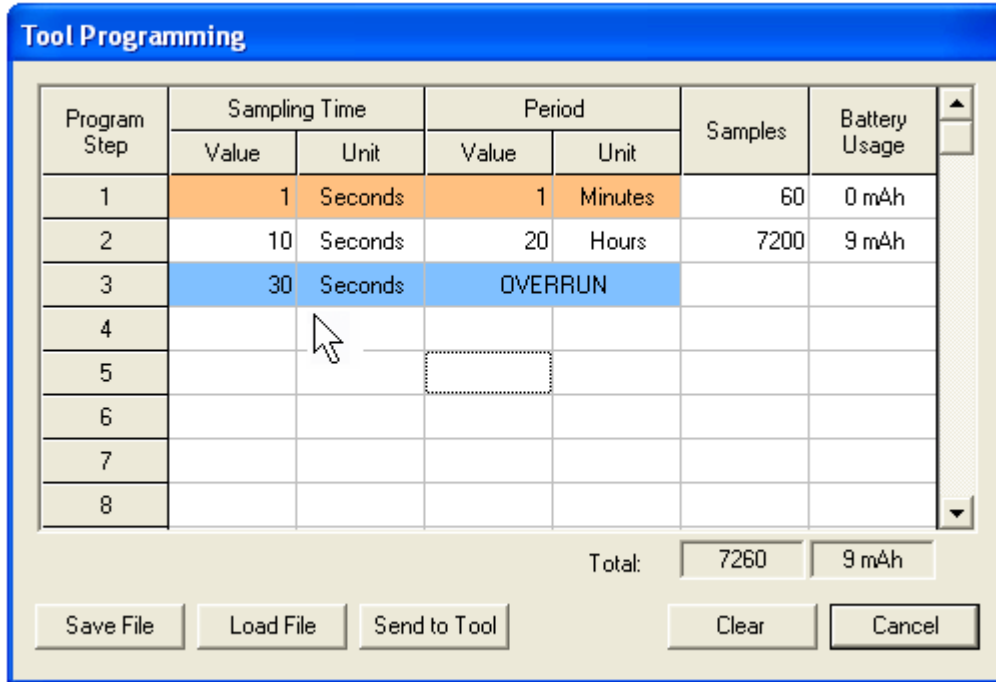 Tool Programming
Program Step Sampling Time Period Samples Battery Usage
Value Unit Value Unit
1 1 Seconds 1 Minutes 60 0 mAh
2 10 Seconds 20 Hours 7200 9 mAh
3 30 Seconds OVERRUN
4
5
6
7
8
Total: 7260 9 mAh
Save File Load File Send to Tool Clear Cancel